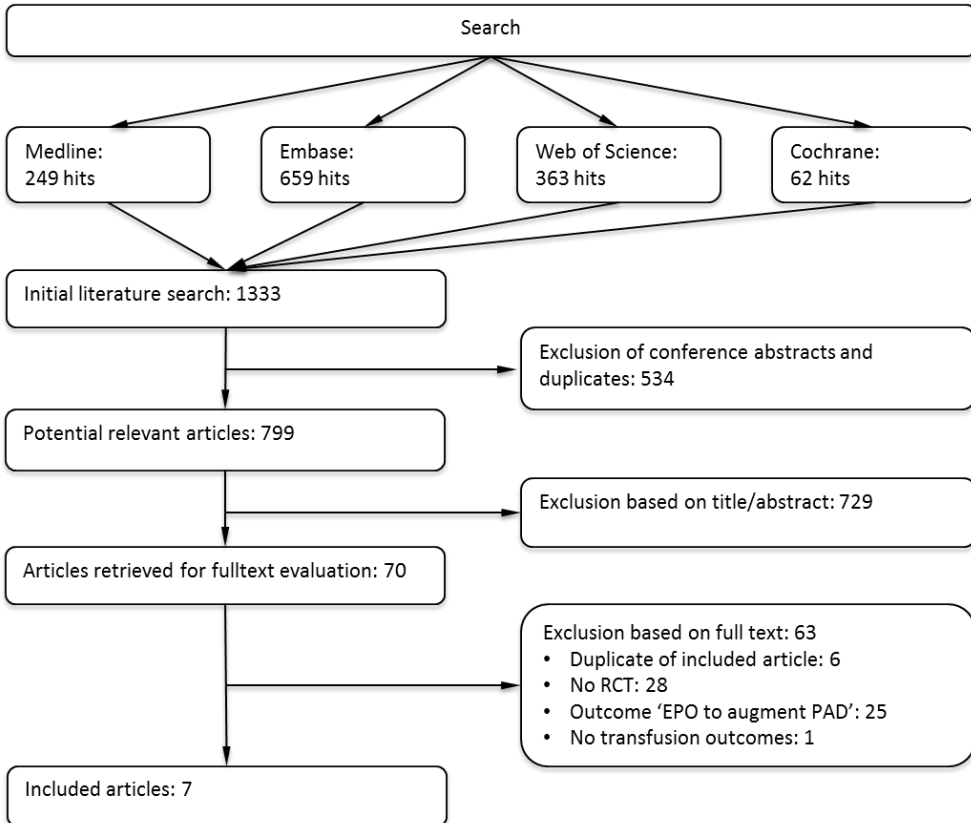 Search
Medline:
249 hits
Embase:
659 hits
Web of Science:
363 hits
Cochrane:
62 hits
Initial literature search: 1333
Exclusion of conference abstracts and
duplicates: 534
Potential relevant articles: 799
Exclusion based on title/abstract: 729
Articles retrieved for fulltext evaluation: 70
Exclusion based on full text: 63
• Duplicate of included article: 6
• No RCT: 28
• Outcome ‘EPO to augment PAD’: 25
• No transfusion outcomes: 1
Included articles: 7